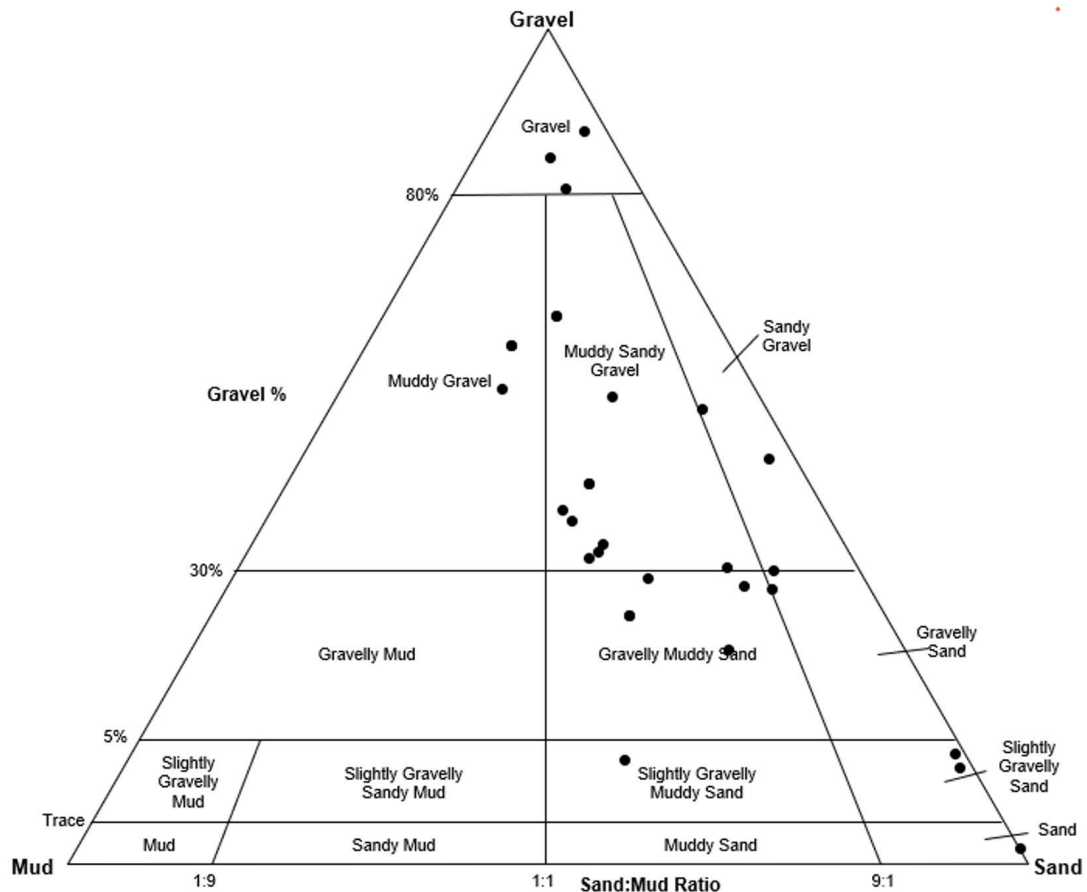 Gravel
Gravel
80%
Sandy
Gravel
Muddy Sandy
Gravel
Muddy Gravel
Gravel %
30%
Gravelly
Sand
Gravelly Mud
Gravelly Muddy Sand
5%
Slightly
Gravelly
Mud
Slightly Gravelly
Sandy Mud
Slightly Gravelly
Muddy Sand
Slightly
Gravelly
Sand
Trace
Sand
Mud
Sandy Mud
Muddy Sand
Mud
Sand
1:9
1:1
Sand:Mud Ratio
9:1